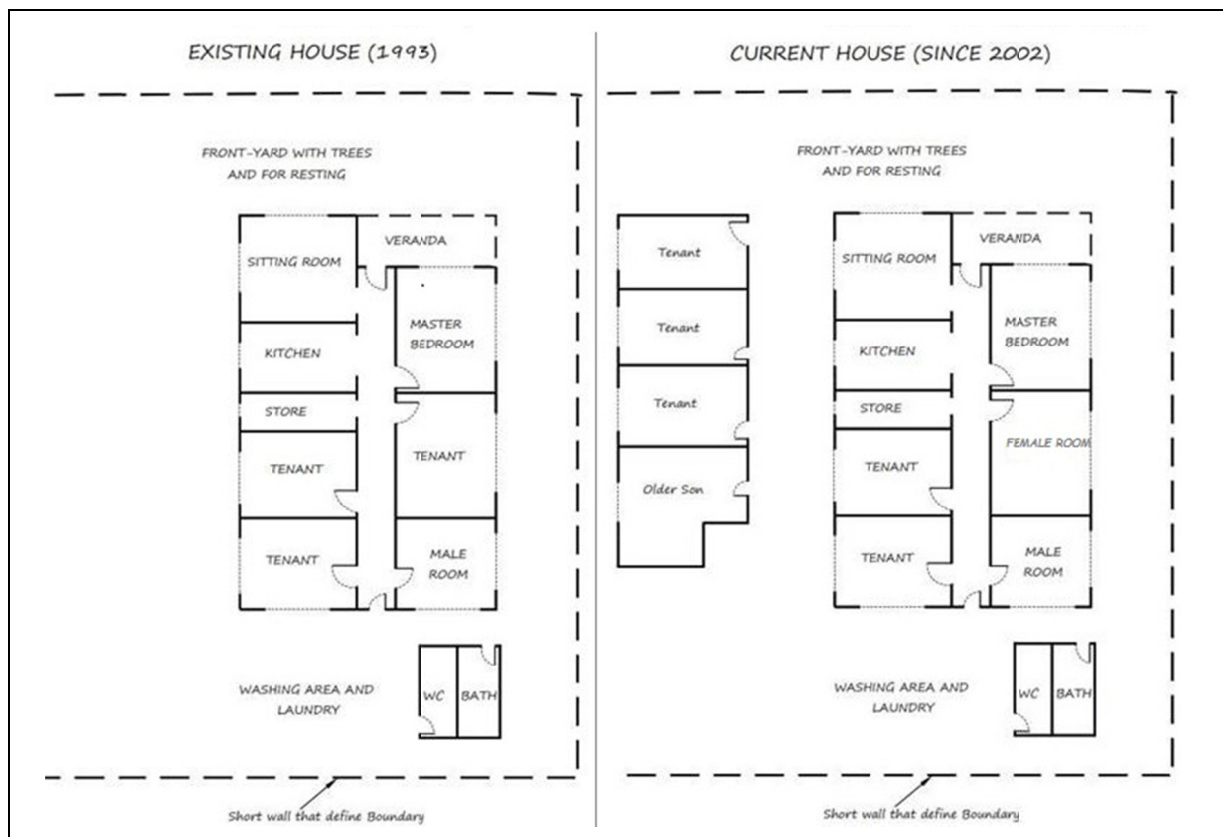 EXISTING HOUSE (1993)
FRONT-YARD WITH TREES
AND FOR RESTING
VERANDA
SITTING ROOM
MASTER
BEDROOM
KITCHEN
STORE
TENANT
TENANT
TENANT
MALE
ROOM
WASHING AREA AND
LAUNDRY
WC
BATH
Short wall that define Boundary
CURRENT HOUSE (SINCE 2002)
FRONT-YARD WITH TREES
AND FOR RESTING
Tenant
Tenant
Tenant
Older Son
VERANDA
SITTING ROOM
MASTER
BEDROOM
KITCHEN
STORE
FEMALE ROOM
TENANT
TENANT
MALE
ROOM
WASHING AREA AND
LAUNDRY
WC
BATH
Short wall that define Boundary